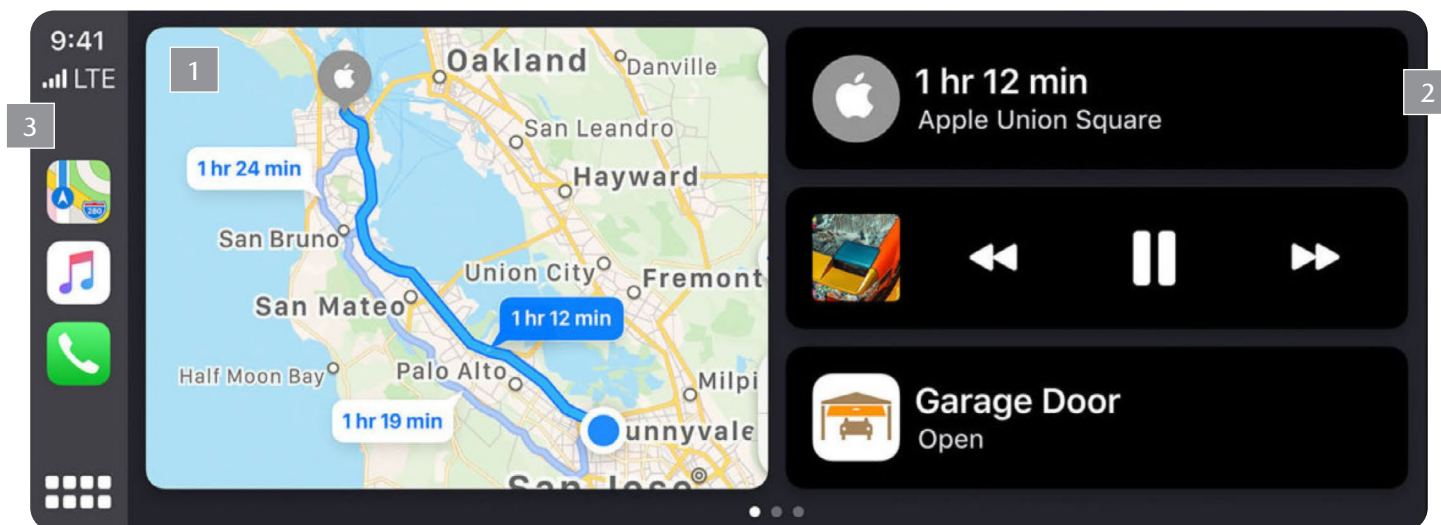 9:41
LTE
3
280
1
Oakland
Danville
San Leandro
1 hr 24 min
Hayward
San Bruno
Union City
Fremont
San Mateo
1 hr 12 min
Half Moon Bay
Palo Alto
Milpi
1 hr 19 min
unnyvale
San Jose
1 hr 12 min
Apple Union Square
2
Garage Door
Open